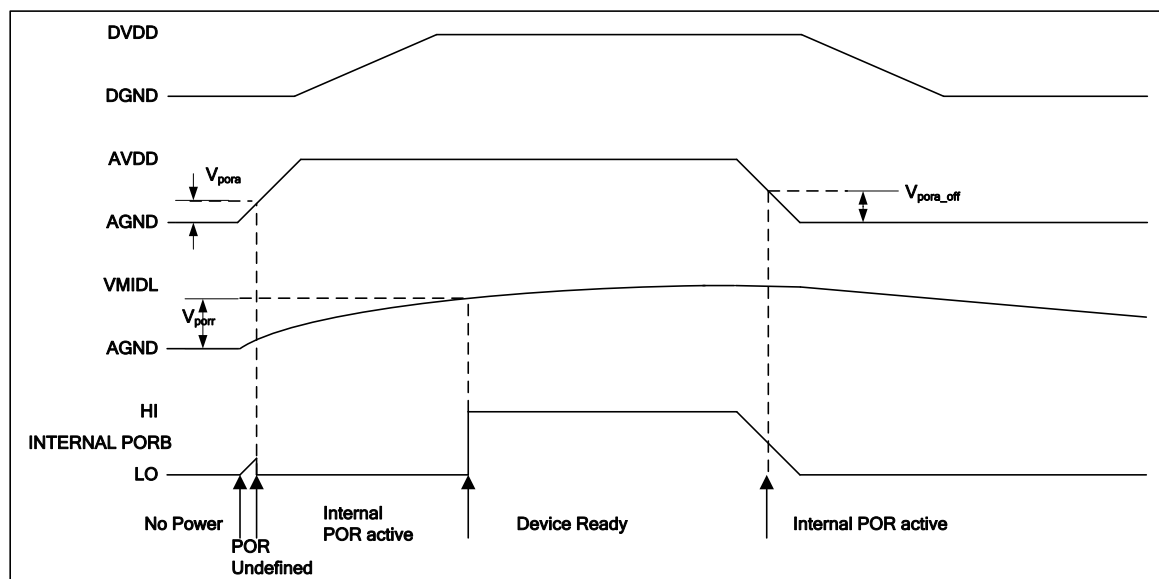 DVDD
DGND
AVDD
Vpora
AGND
Vpora_off
VMIDL
Vporr
AGND
HI
INTERNAL PORB
LO
No Power
POR
Undefined
Internal
POR active
Device Ready
Internal POR active